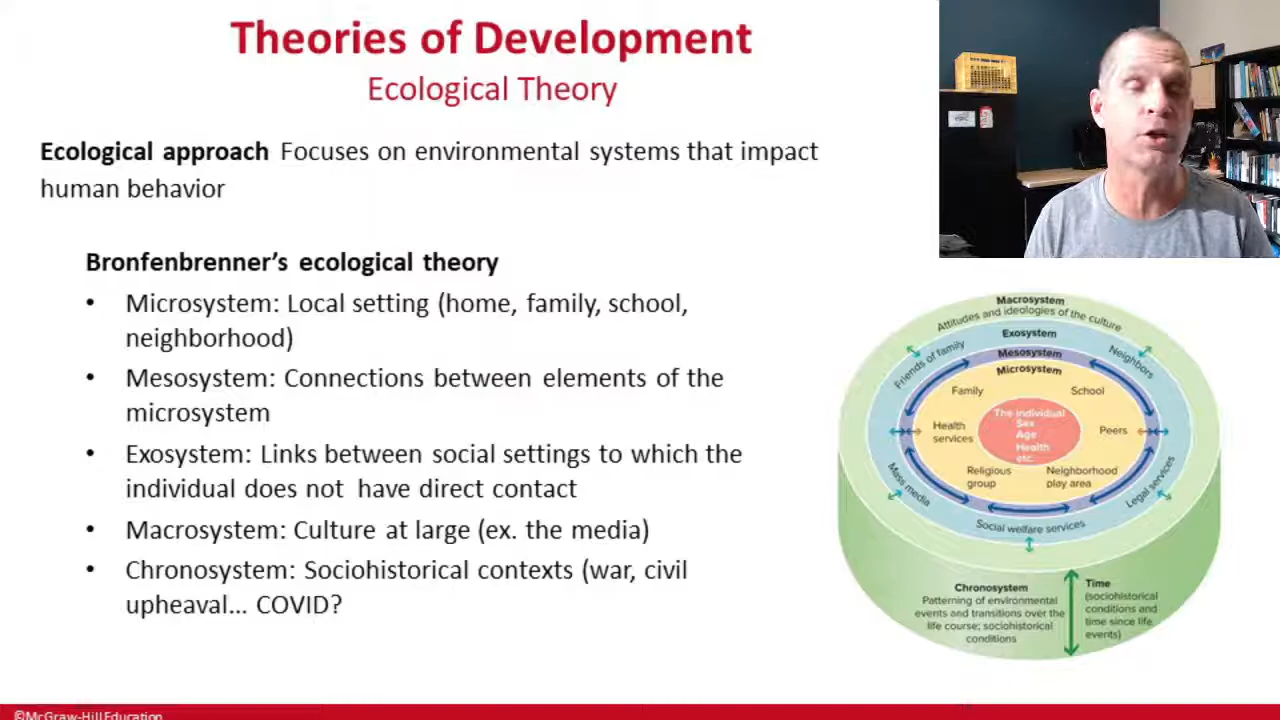 Theories of Development
Ecological Theory
Ecological approach Focuses on environmental systems that impact
human behavior
Bronfenbrenner's ecological theory
• Microsystem: Local setting (home, family, school,
neighborhood)
• Mesosystem: Connections between elements of the
microsystem
• Exosystem: Links between social settings to which the
individual does not have direct contact
• Macrosystem: Culture at large (ex. the media)
• Chronosystem: Sociohistorical contexts (war, civil
upheaval... COVID?
Macrosystem
Attitudes and ideologies of the culture
Exosystem
Mesosystem
Microsystem
Friends of family
Neighbors
Family
School
The individual
Sex
Age
Health
etc.
Health
services
Peers
Religious
group
Neighborhood
play area
Mass media
Legal services
Social welfare services
Chronosystem
Patterning of environmental
events and transitions over the
life course; sociohistorical
conditions
Time
(sociohistorical
conditions and
time since life
events)
©McGraw-Hill Education